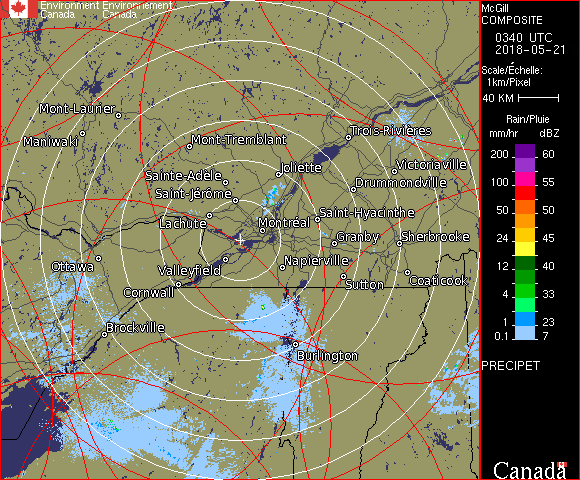 Environment Environnement
Canada Canada
McGill
COMPOSITE
0340 UTC
2018-05-21
Scale/Échelle:
1km/Pixel
40 KM
Rain/Pluie
mm/hr dBZ
200 60
100 55
50 50
24 45
12 40
4 33
1 23
0.1 7
PRECIPET
Canada
Mont-Laurier
Maniwaki
Mont-Tremblant
Trois-Rivières
Joliette
Victoriaville
Sainte-Adèle
Drummondville
Saint-Jérôme
Saint-Hyacinthe
Lachute
Montréal
Granby
Sherbrooke
Ottawa
Valleyfield
Napierville
Cornwall
Sutton
Coaticook
Brockville
Burlington